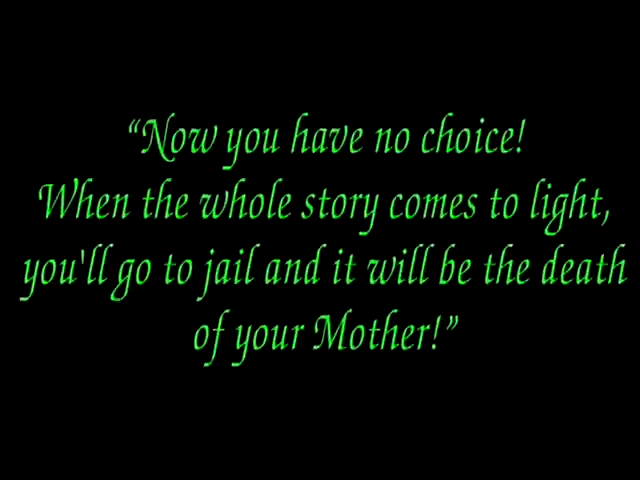 “Now you have no choice!
When the whole story comes to light,
you'll go to jail and it will be the death
of your Mother!”